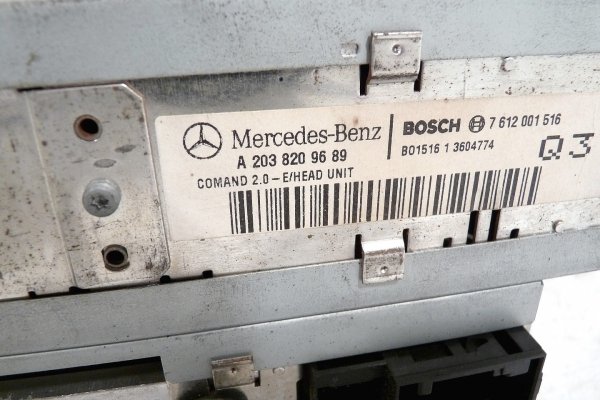 Mercedes-Benz
A 203 820 96 89
COMAND 2.0 - E/HEAD UNIT
BOSCH 7 612 001 516
BO1516 1 3604774
Q3